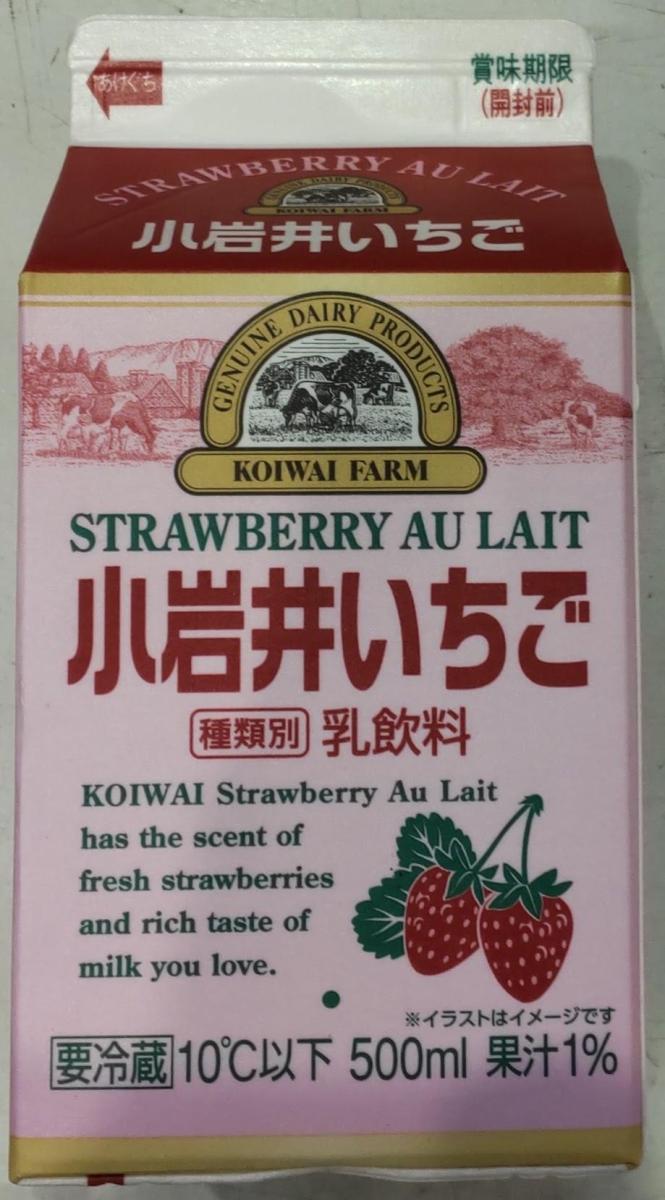 あけぐち
賞味期限
(開封前)
STRAWBERRY AU LAIT
GENUINE DAIRY PRODUCTS
KOIWAI FARM
小岩井いちご
GENUINE DAIRY PRODUCTS
KOIWAI FARM
STRAWBERRY AU LAIT
小岩井いちご
種類別 乳飲料
KOIWAI Strawberry Au Lait
has the scent of
fresh strawberries
and rich taste of
milk you love.
※イラストはイメージです
要冷蔵 10℃以下 500ml 果汁1%